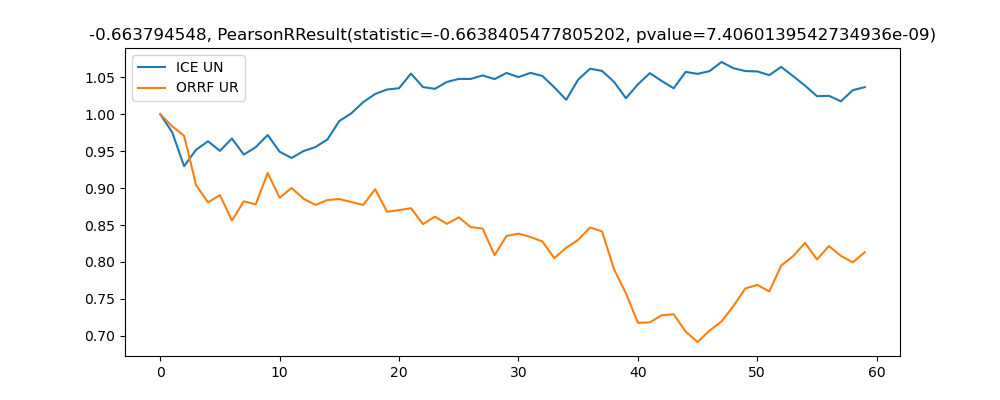 -0.663794548, PearsonRResult(statistic=-0.6638405477805202, pvalue=7.4060139542734936e-09)
ICE UN
ORRF UR
1.05
1.00
0.95
0.90
0.85
0.80
0.75
0.70
0 10 20 30 40 50 60